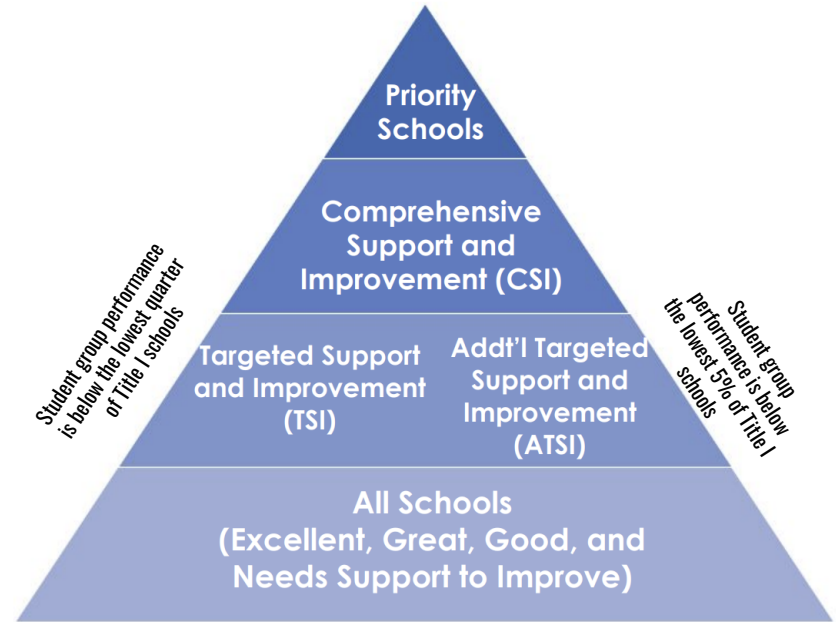 Priority
Schools
Comprehensive
Support and
Improvement (CSI)
Student group performance
is below the lowest quarter
of Title I schools
Targeted Support
and Improvement
(TSI)
Addt'l Targeted
Support and
Improvement
(ATSI)
Student group
performance is below
the lowest 5% of Title I
schools
All Schools
(Excellent, Great, Good, and
Needs Support to Improve)